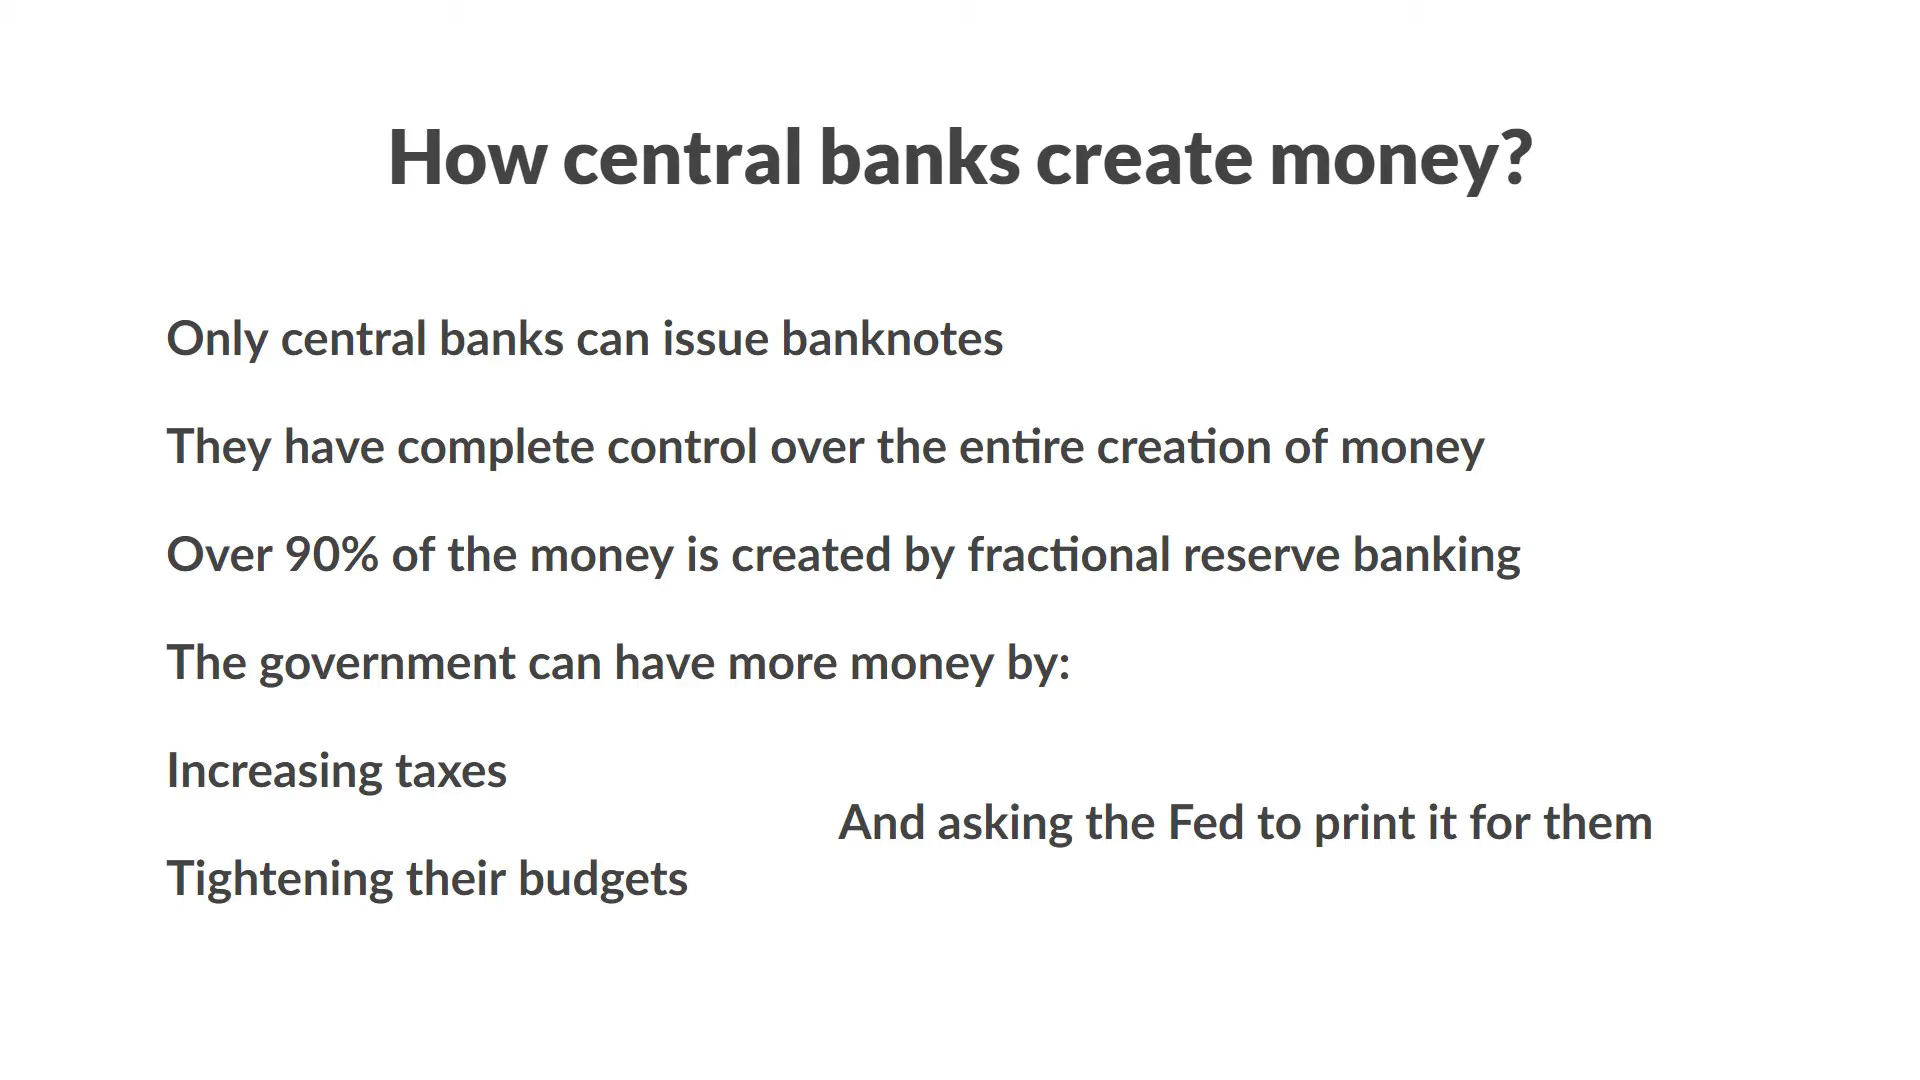 How central banks create money?
Only central banks can issue banknotes
They have complete control over the entire creation of money
Over 90% of the money is created by fractional reserve banking
The government can have more money by:
Increasing taxes
And asking the Fed to print it for them
Tightening their budgets